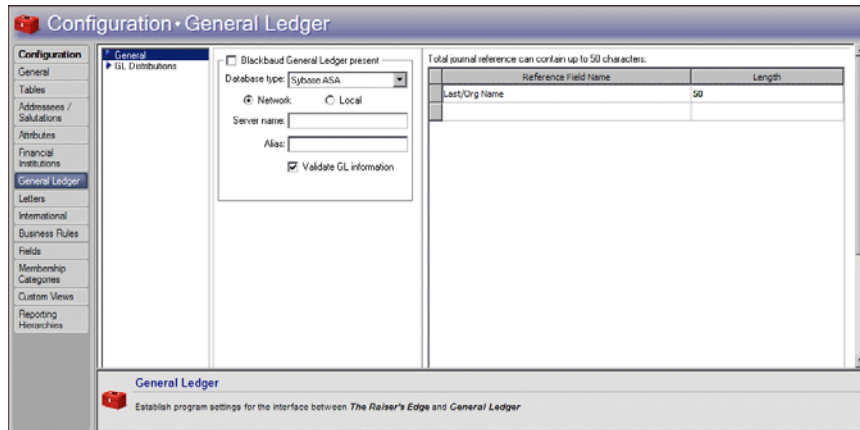 Configuration · General Ledger
Configuration
General
Tables
Addressees /
Salutations
Attributes
Financial
Institutions
General Ledger
Letters
International
Business Rules
Fields
Membership
Categories
Custom Views
Reporting
Hierarchies
General
GL Distributions
Blackbaud General Ledger present
Database type: Sybase ASA
Network Local
Server name:
Alias:
Validate GL information
Total journal reference can contain up to 50 characters.
Reference Field Name Length
Last/Org Name 50
General Ledger
Establish program settings for the interface between The Raiser's Edge and General Ledger